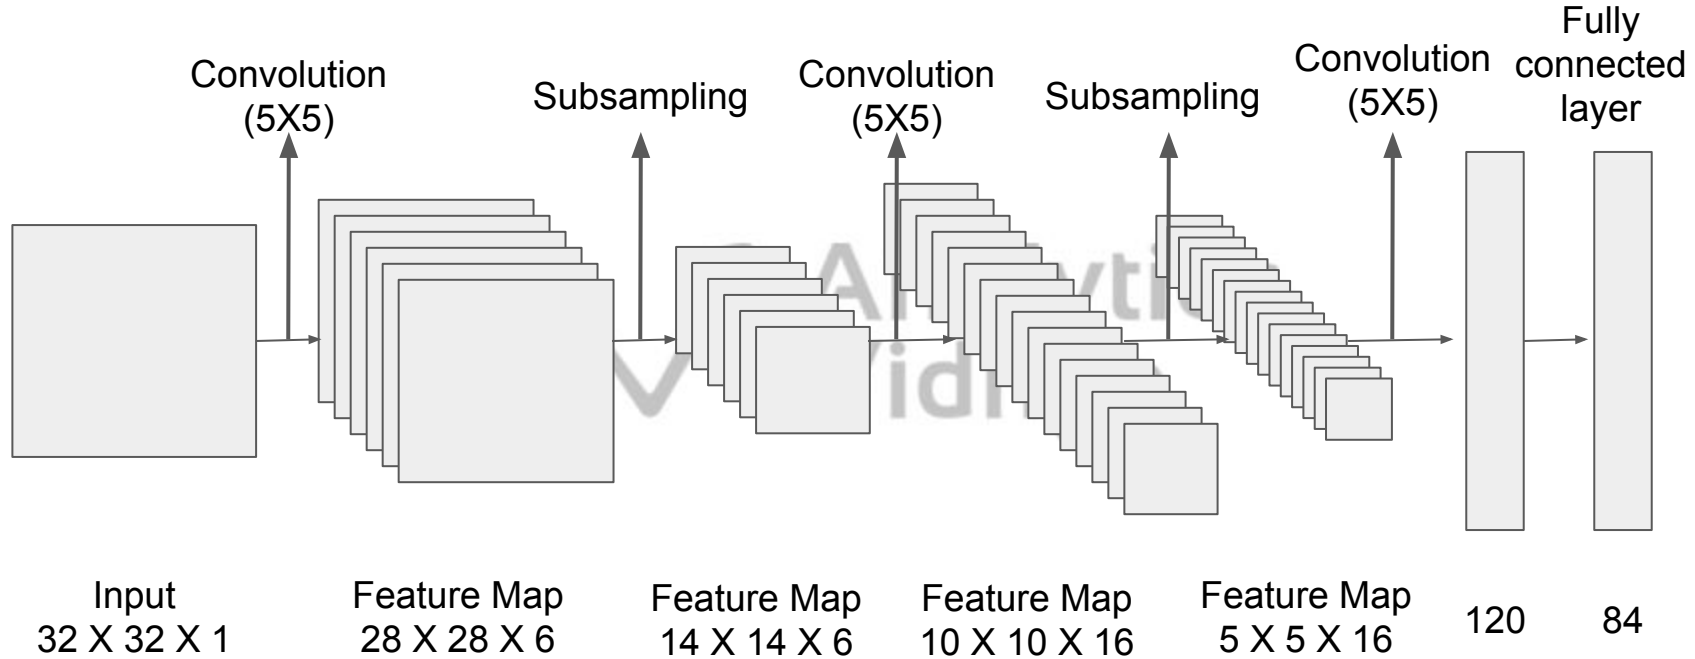 Convolution
(5X5)
Subsampling
Convolution
(5X5)
Subsampling
Convolution
(5X5)
Fully
connected
layer
Input
32 X 32 X 1
Feature Map
28 X 28 X 6
Feature Map
14 X 14 X 6
Feature Map
10 X 10 X 16
Feature Map
5 X 5 X 16
120
84